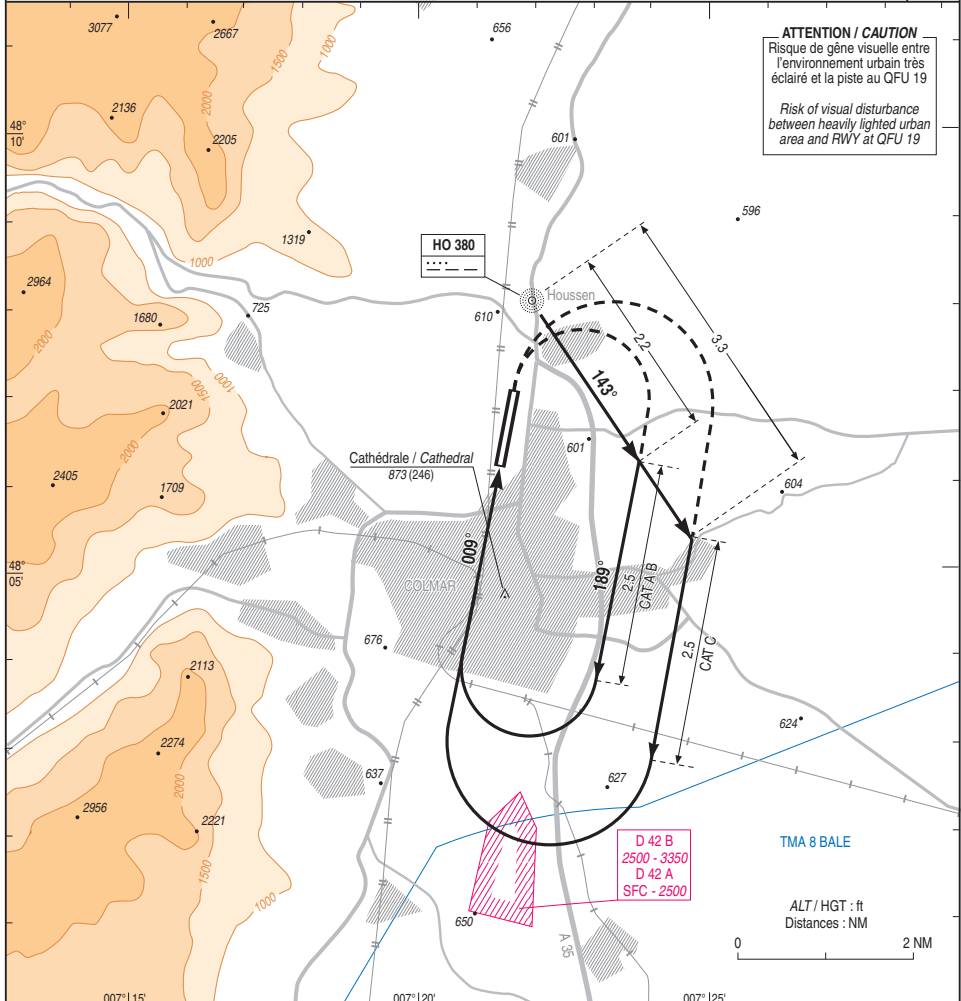 3077
2667
1500
1000
656
ATTENTION / CAUTION
Risque de gêne visuelle entre
l'environnement urbain très
éclairé et la piste au QFU 19
Risk of visual disturbance
between heavily lighted urban
area and RWY at QFU 19
2000
2136
48°
10'
2205
601
596
1319
HO 380
1000
2964
Houssen
725
610
1680
2000
2.2
3.3
1500
1000
143°
2021
2000
601
Cathédrale / Cathedral
873 (246)
2405
1709
604
009°
48°
05'
COLMAR
189°
2.5
CAT A B
2.5
CAT C
676
2113
624
2274
637
627
2000
2956
2221
D 42 B
2500 - 3350
D 42 A
SFC - 2500
TMA 8 BALE
1500
1000
650
A 35
ALT / HGT : ft
Distances : NM
0
2 NM
007° 15'
007° 20'
007° 25'